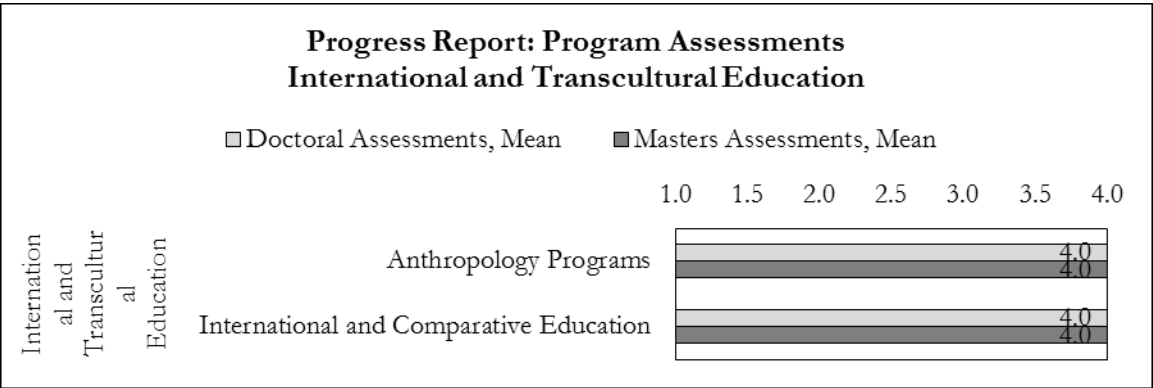 Progress Report: Program Assessments
International and Transcultural Education
Doctoral Assessments, Mean
Masters Assessments, Mean
1.0 1.5 2.0 2.5 3.0 3.5 4.0
Internation
al and
Transcultur
al
Education
Anthropology Programs
4.0
4.0
International and Comparative Education
4.0
4.0